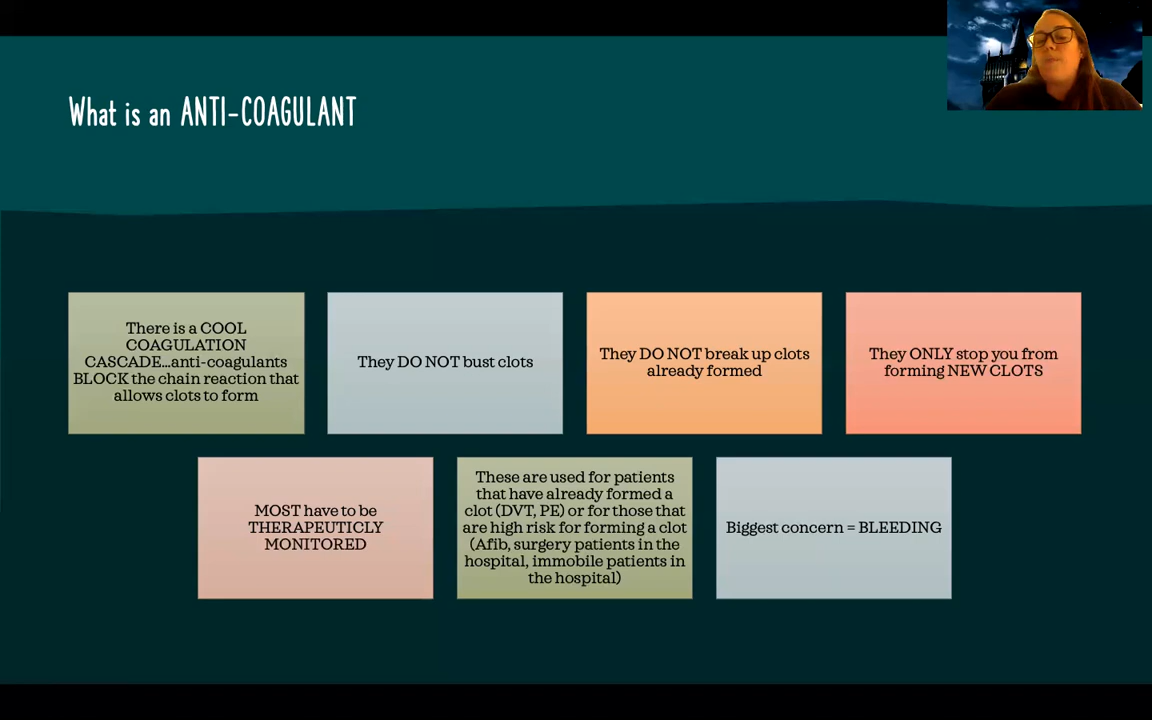 What is an ANTI-COAGULANT
There is a COOL
COAGULATION
CASCADE...anti-coagulants
BLOCK the chain reaction that
allows clots to form
They DO NOT bust clots
They DO NOT break up clots
already formed
They ONLY stop you from
forming NEW CLOTS
MOST have to be
THERAPEUTICLY
MONITORED
These are used for patients
that have already formed a
clot (DVT, PE) or for those that
are high risk for forming a clot
(Afib, surgery patients in the
hospital, immobile patients in
the hospital)
Biggest concern = BLEEDING